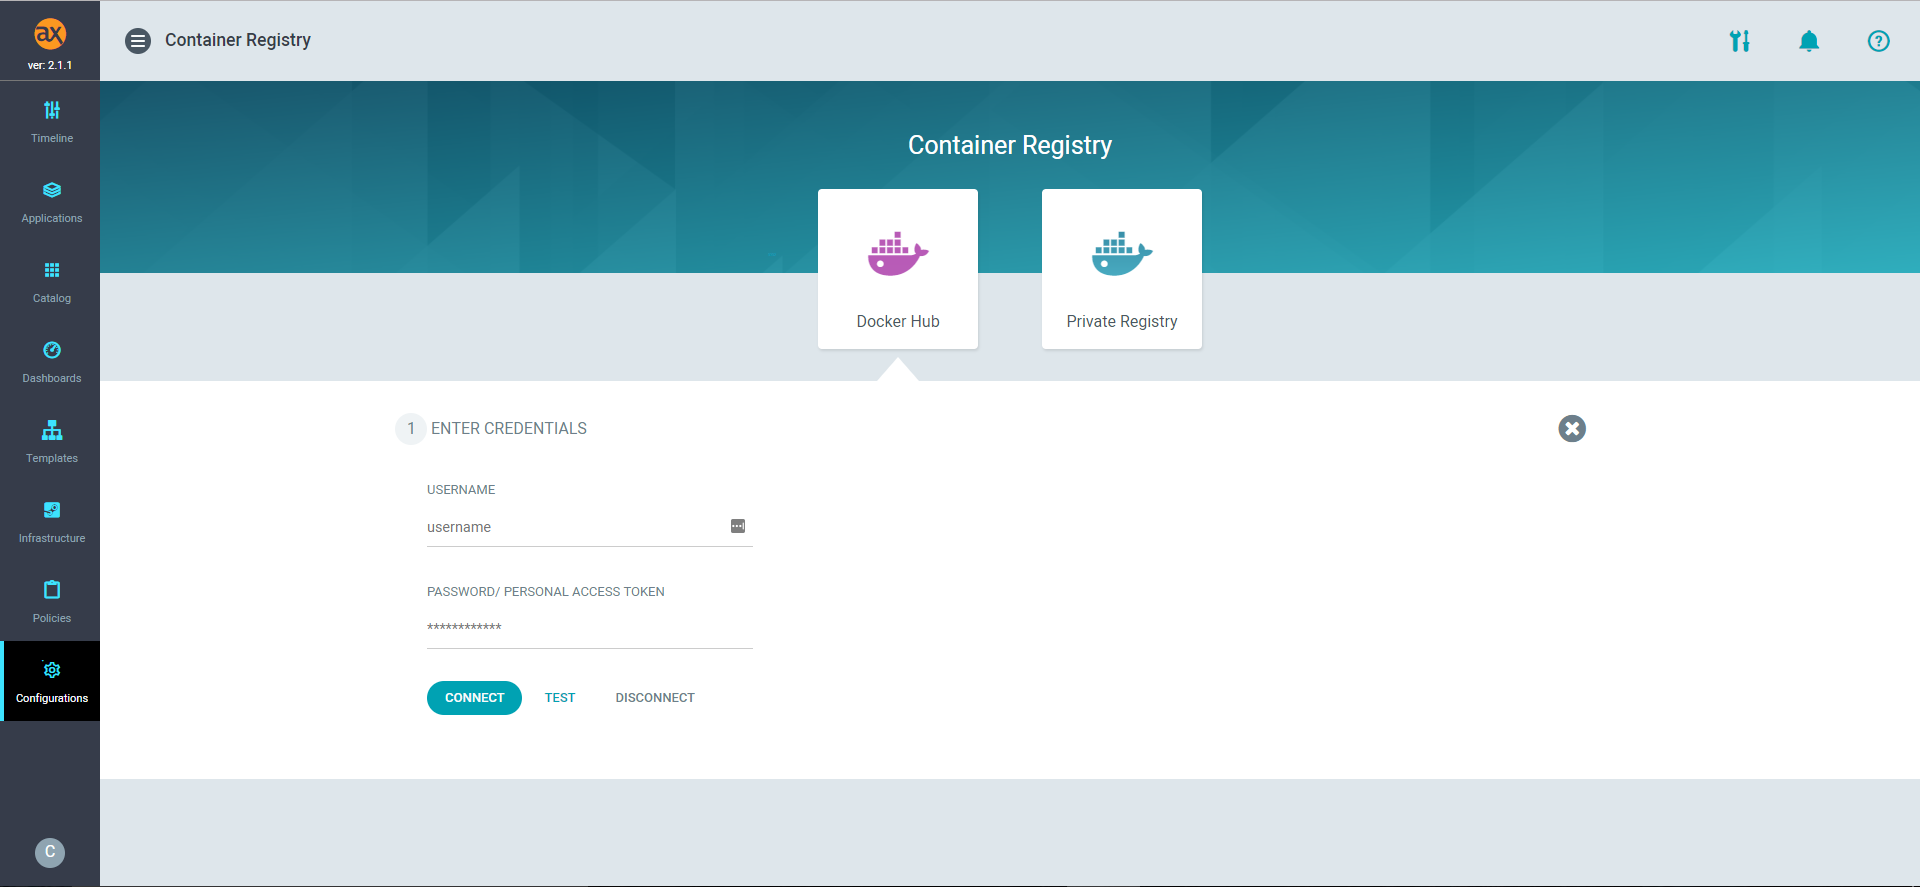 ax
ver: 2.1.1
Container Registry
Timeline
Applications
Catalog
Dashboards
Templates
Infrastructure
Policies
Configurations
C
Container Registry
Docker Hub
Private Registry
1 ENTER CREDENTIALS
USERNAME
username
PASSWORD/ PERSONAL ACCESS TOKEN
************
CONNECT TEST DISCONNECT